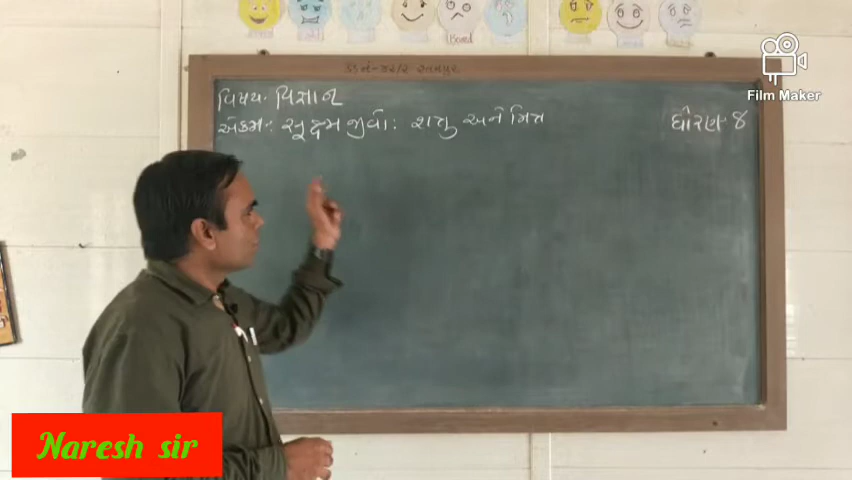 Film Maker
વિષય: વિજ્ઞાન
એકમ: સૂક્ષ્મ જીવો: શત્રુ અને મિત્ર
ધોરણ-8
Naresh sir